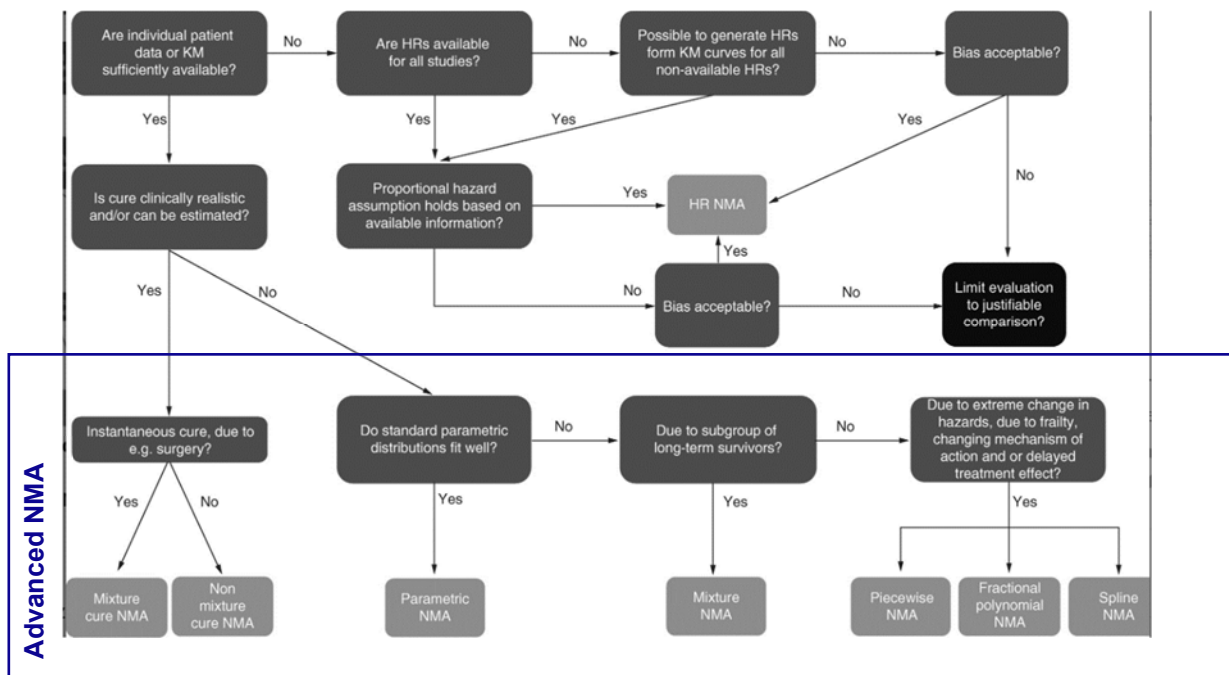 Are individual patient
data or KM
sufficiently available?
No
Are HRs available
for all studies?
No
Possible to generate HRs
form KM curves for all
non-available HRs?
No
Bias acceptable?
Yes
Yes
Yes
Yes
No
Is cure clinically realistic
and/or can be estimated?
Proportional hazard
assumption holds based on
available information?
Yes
HR NMA
Yes
No
Bias acceptable?
No
Limit evaluation
to justifiable
comparison?
Yes
No
Advanced NMA
Instantaneous cure, due to
e.g. surgery?
Do standard parametric
distributions fit well?
No
Due to subgroup of
long-term survivors?
No
Due to extreme change in
hazards, due to frailty,
changing mechanism of
action and or delayed
treatment effect?
Yes
No
Yes
Yes
Yes
Mixture
cure NMA
Non
mixture
cure NMA
Parametric
NMA
Mixture
NMA
Piecewise
NMA
Fractional
polynomial
NMA
Spline
NMA